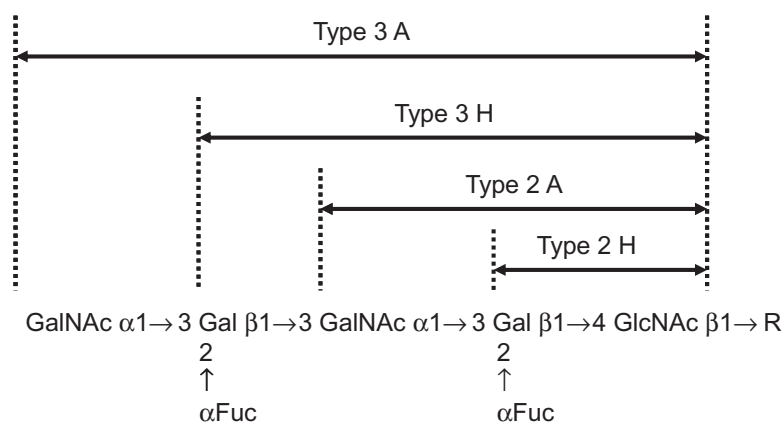 Type 3 A
Type 3 H
Type 2 A
Type 2 H
GalNAc α1→3 Gal β1→3 GalNAc α1→3 Gal β1→4 GlcNAc β1→R
2 2
↑ ↑
αFuc αFuc